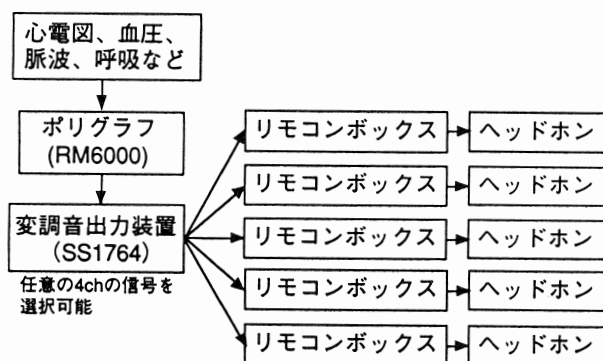 心電図、血圧、
脈波、呼吸など
ポリグラフ
(RM6000)
変調音出力装置
(SS1764)
任意の4chの信号を
選択可能
リモコンボックス
ヘッドホン
リモコンボックス
ヘッドホン
リモコンボックス
ヘッドホン
リモコンボックス
ヘッドホン
リモコンボックス
ヘッドホン